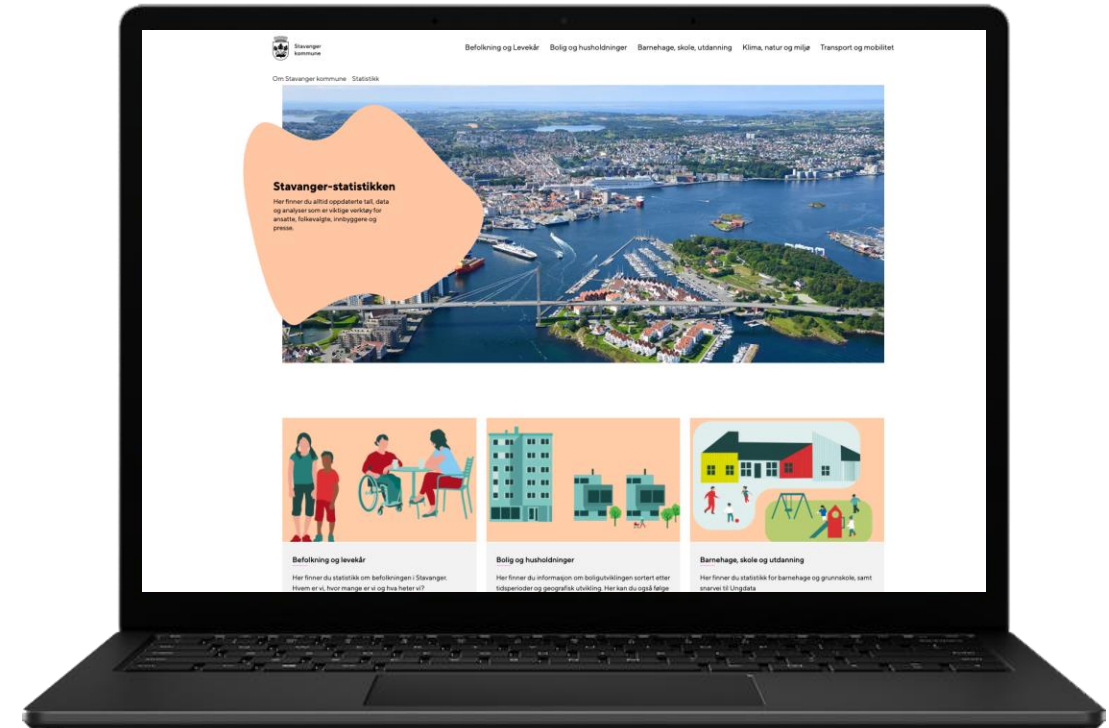 Stavanger
kommune
Befolkning og Levekår Bolig og husholdninger Barnehage, skole, utdanning Klima, natur og miljø Transport og mobilitet
Om Stavanger kommune Statistikk
Stavanger-statistikken
Her finner du alltid oppdaterte tall, data
og analyser som er viktige verktøy for
ansatte, folkevalgte, innbyggere og
presse.
Befolkning og levekår
Her finner du statistikk om befolkningen i Stavanger.
Hvem er vi, hvor mange er vi og hva heter vi?
Bolig og husholdninger
Her finner du informasjon om boligutviklingen sortert etter
tidsperioder og geografisk utvikling. Her kan du også følge
Barnehage, skole og utdanning
Her finner du statistikk for barnehage og grunnskole, samt
snarvei til Ungdata